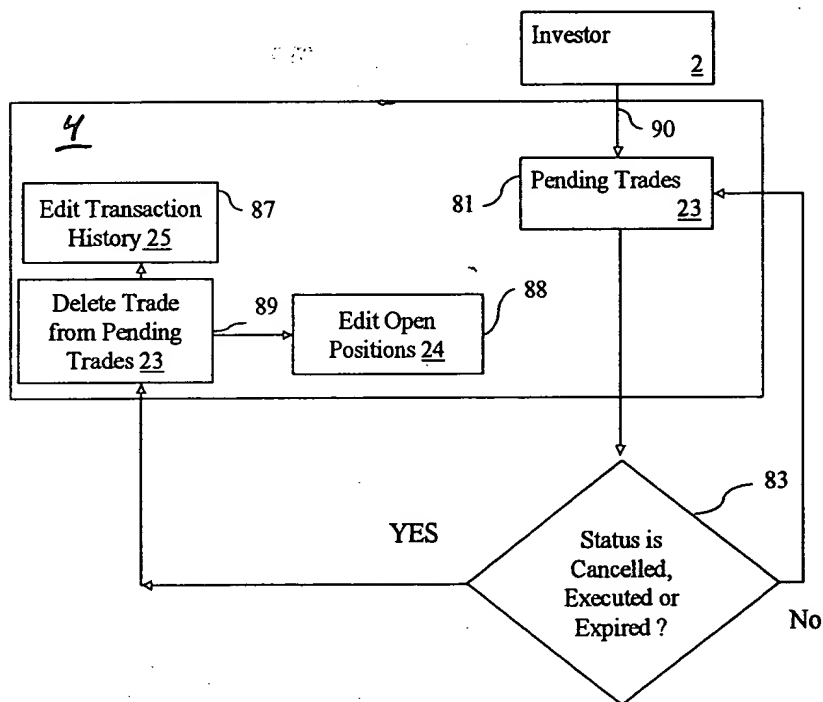 Investor
2
90
4
Pending Trades
23
81
Edit Transaction
History 25
87
Delete Trade
from Pending
Trades 23
89
Edit Open
Positions 24
88
83
YES
Status is
Cancelled,
Executed or
Expired ?
No